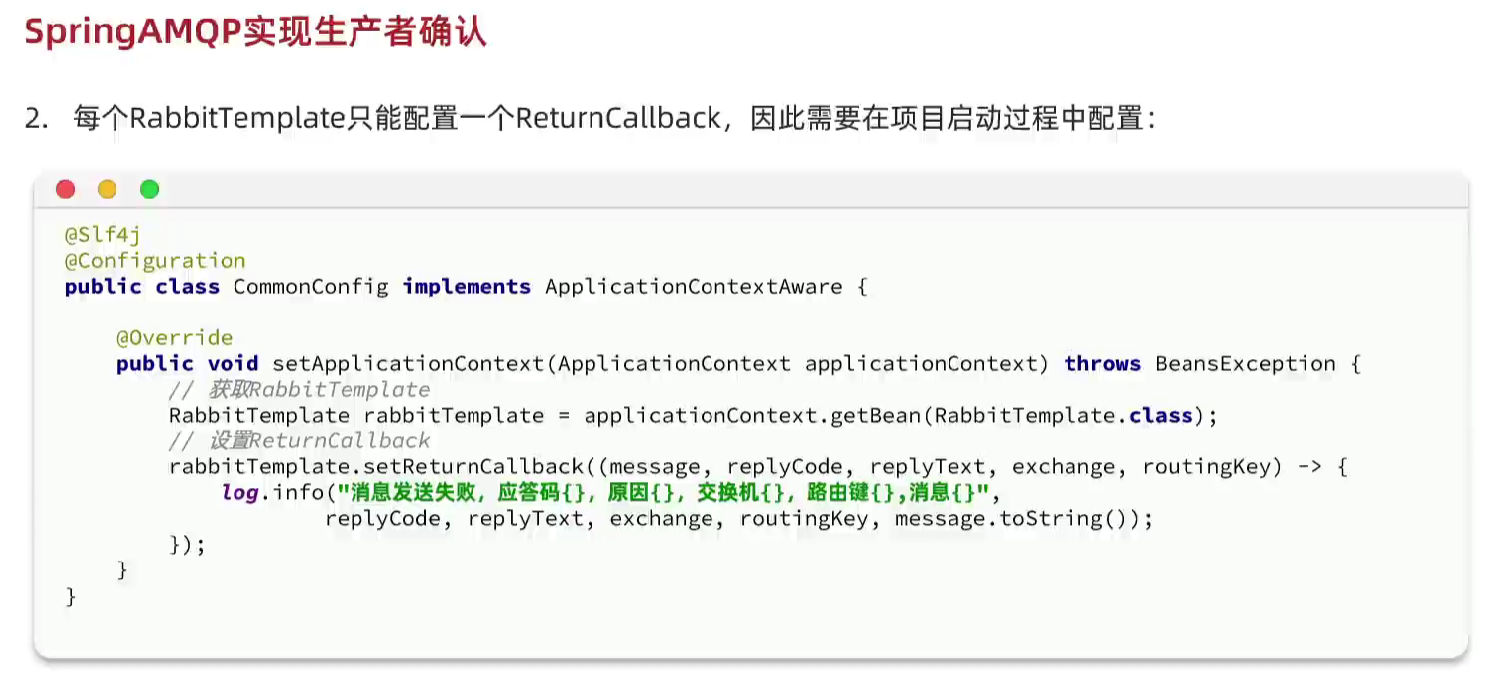 SpringAMQP实现生产者确认
2. 每个RabbitTemplate只能配置一个ReturnCallback，因此需要在项目启动过程中配置：
@Slf4j
@Configuration
public class CommonConfig implements ApplicationContextAware {
@Override
public void setApplicationContext(ApplicationContext applicationContext) throws BeansException {
// 获取RabbitTemplate
RabbitTemplate rabbitTemplate = applicationContext.getBean(RabbitTemplate.class);
// 设置ReturnCallback
rabbitTemplate.setReturnCallback((message, replyCode, replyText, exchange, routingKey) -> {
log.info("消息发送失败，应答码{}，原因{}，交换机{}，路由键{},消息{}",
replyCode, replyText, exchange, routingKey, message.toString());
});
}
}